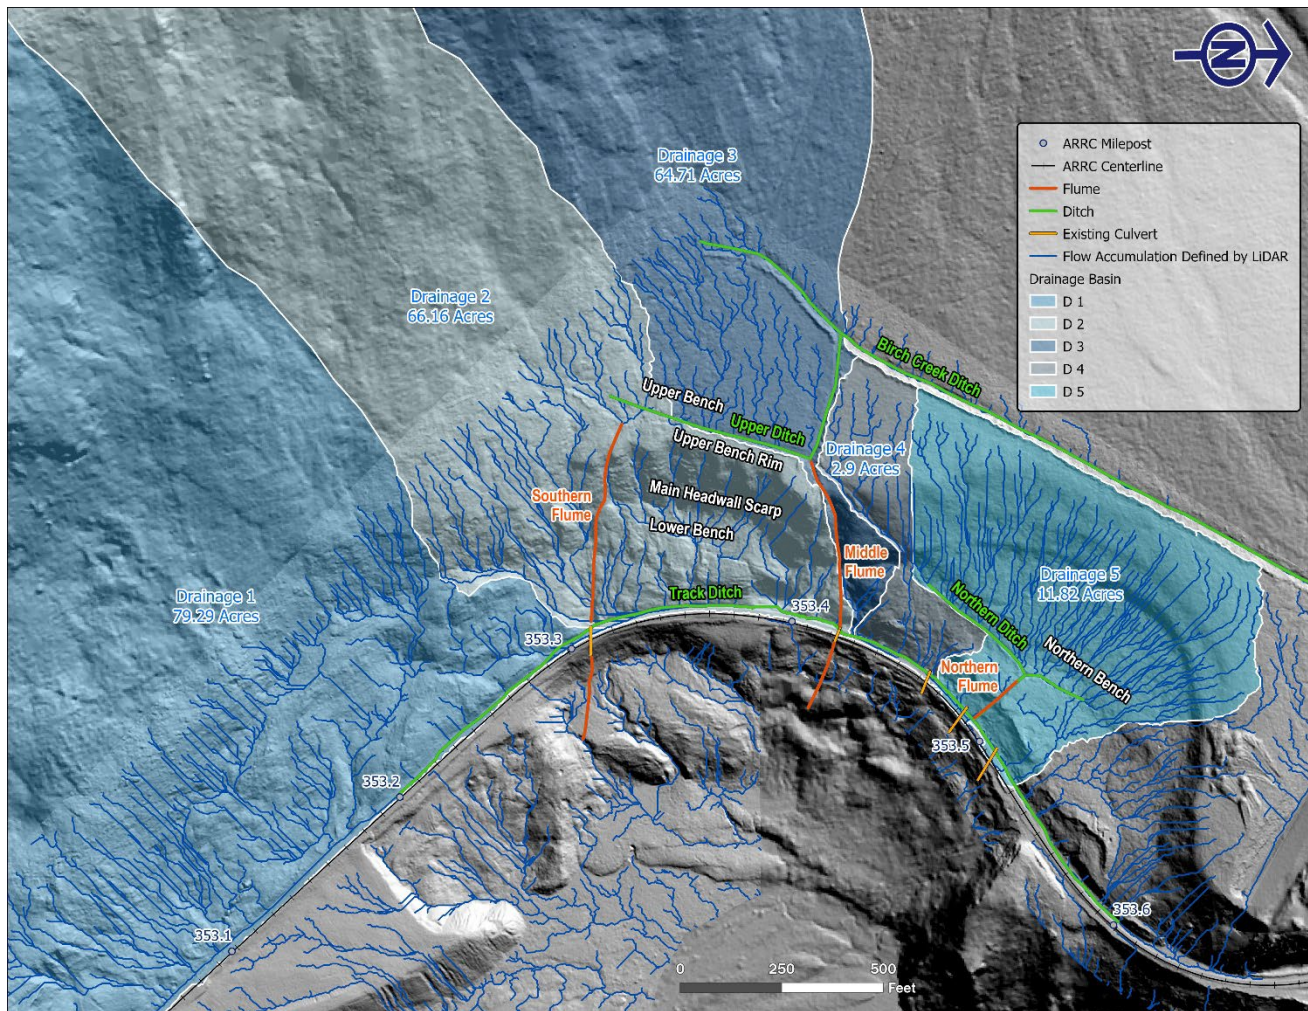 N
ARRC Milepost
ARRC Centerline
Flume
Ditch
Existing Culvert
Flow Accumulation Defined by LiDAR
Drainage Basin
D 1
D 2
D 3
D 4
D 5
Drainage 3
64.71 Acres
Drainage 2
66.16 Acres
Birch Creek Ditch
Upper Bench
Upper Ditch
Upper Bench Rim
Drainage 4
2.9 Acres
Main Headwall Scarp
Southern
Flume
Lower Bench
Middle
Flume
Drainage 5
11.82 Acres
Drainage 1
79.29 Acres
Track Ditch
353.4
Northern Ditch
353.3
Northern Bench
Northern
Flume
353.5
353.2
353.6
353.1
0 250 500
Feet